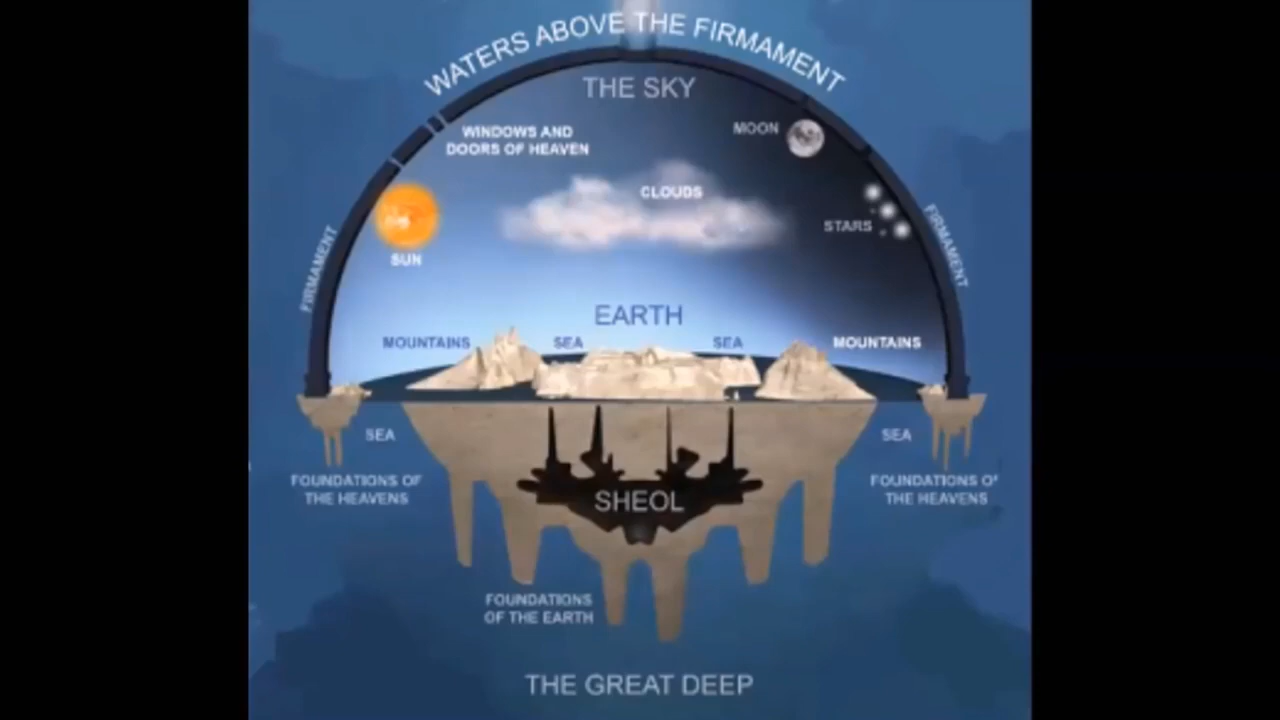 WATERS ABOVE THE FIRMAMENT
THE SKY
WINDOWS AND
DOORS OF HEAVEN
MOON
CLOUDS
STARS
SUN
FIRMAMENT
FIRMAMENT
EARTH
MOUNTAINS
SEA
SEA
MOUNTAINS
SEA
SEA
FOUNDATIONS OF
THE HEAVENS
FOUNDATIONS O'
THE HEAVENS
SHEOL
FOUNDATIONS
OF THE EARTH
THE GREAT DEEP